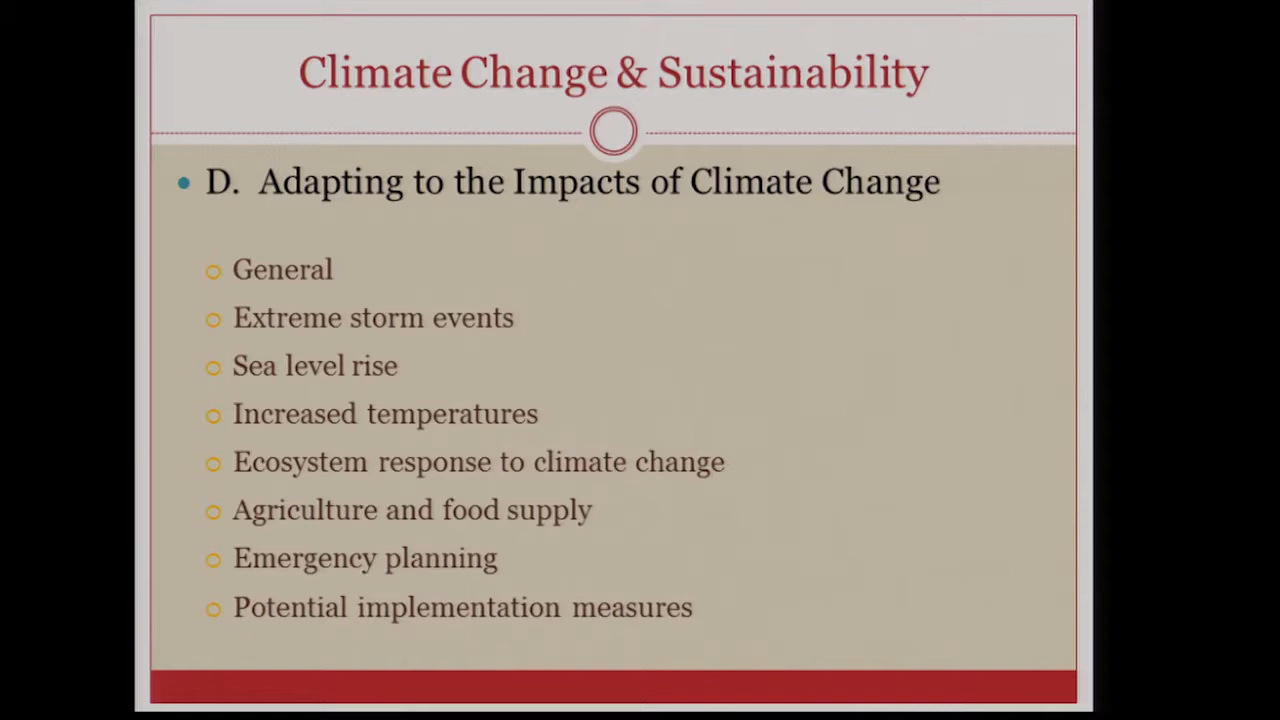 Climate Change & Sustainability
D. Adapting to the Impacts of Climate Change
General
Extreme storm events
Sea level rise
Increased temperatures
Ecosystem response to climate change
Agriculture and food supply
Emergency planning
Potential implementation measures